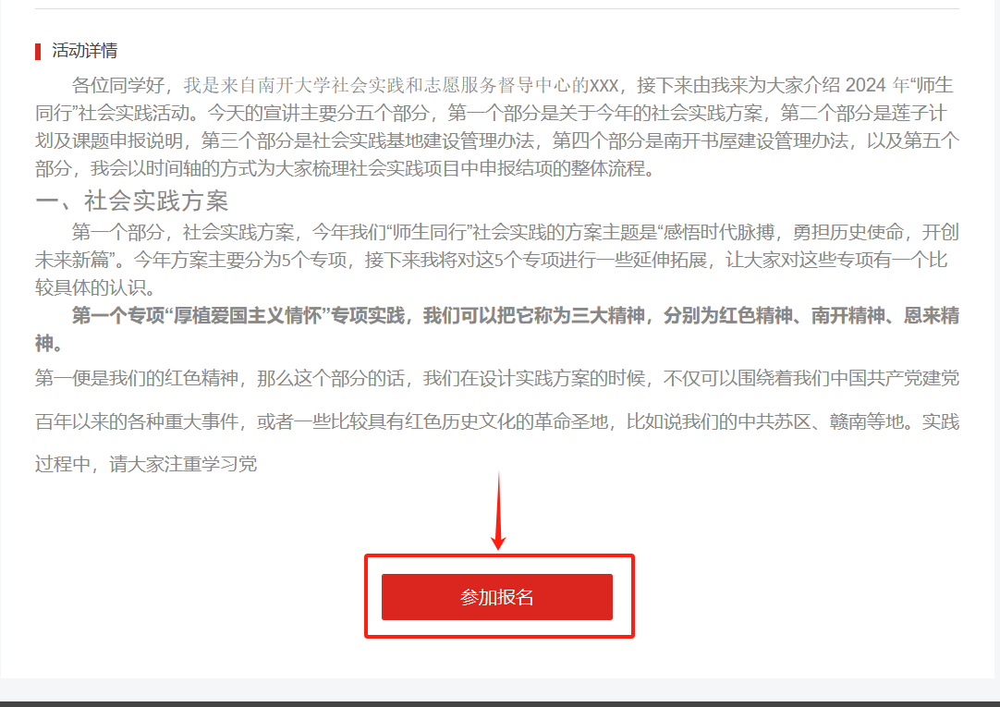 活动详情
各位同学好，我是来自南开大学社会实践和志愿服务督导中心的XXX，接下来由我来为大家介绍 2024 年“师生
同行”社会实践活动。今天的宣讲主要分五个部分，第一个部分是关于今年的社会实践方案，第二个部分是莲子计
划及课题申报说明，第三个部分是社会实践基地建设管理办法，第四个部分是南开书屋建设管理办法，以及第五个
部分，我会以时间轴的方式为大家梳理社会实践项目中申报结项的整体流程。
一、社会实践方案
第一个部分，社会实践方案，今年我们“师生同行”社会实践的方案主题是“感悟时代脉搏，勇担历史使命，开创
未来新篇”。今年方案主要分为5个专项，接下来我将对这5个专项进行一些延伸拓展，让大家对这些专项有一个比
较具体的认识。
第一个专项“厚植爱国主义情怀”专项实践，我们可以把它称为三大精神，分别为红色精神、南开精神、恩来精
神。
第一便是我们的红色精神，那么这个部分的话，我们在设计实践方案的时候，不仅可以围绕着我们中国共产党建党
百年以来的各种重大事件，或者一些比较具有红色历史文化的革命圣地，比如说我们的中共苏区、赣南等地。实践
过程中，请大家注重学习党
参加报名